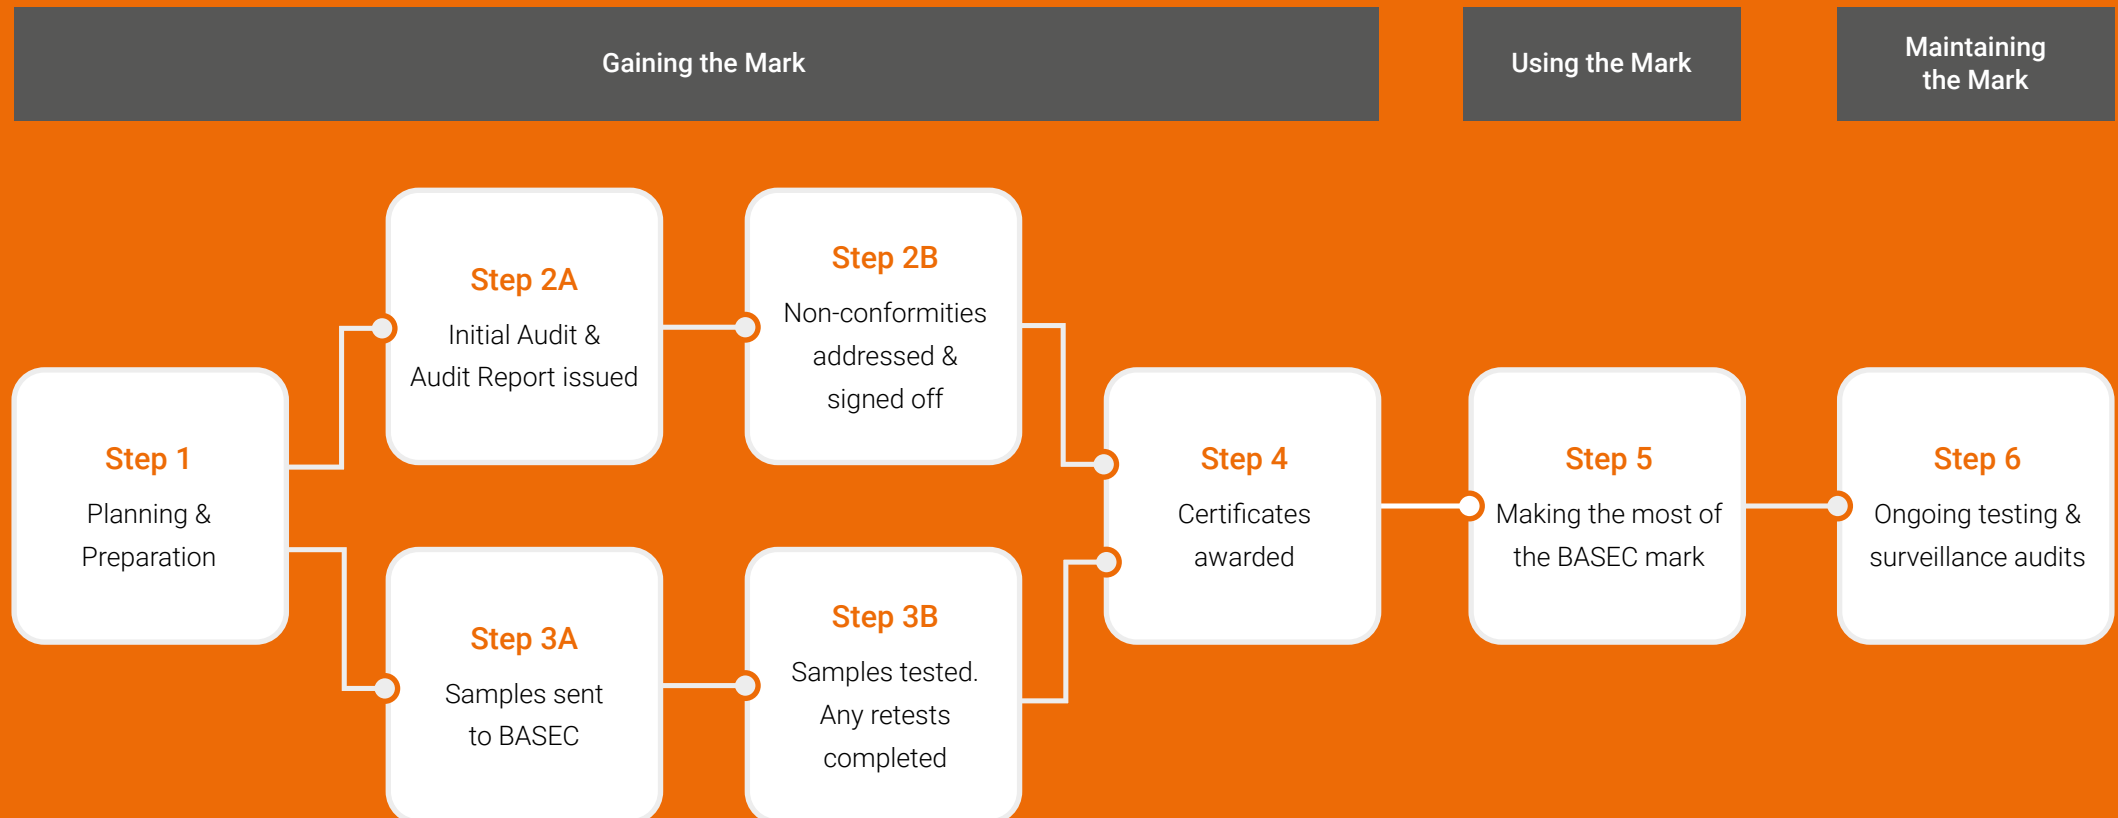 Gaining the Mark
Using the Mark
Maintaining
the Mark
Step 1
Planning &
Preparation
Step 2A
Initial Audit &
Audit Report issued
Step 2B
Non-conformities
addressed &
signed off
Step 3A
Samples sent
to BASEC
Step 3B
Samples tested.
Any retests
completed
Step 4
Certificates
awarded
Step 5
Making the most of
the BASEC mark
Step 6
Ongoing testing &
surveillance audits